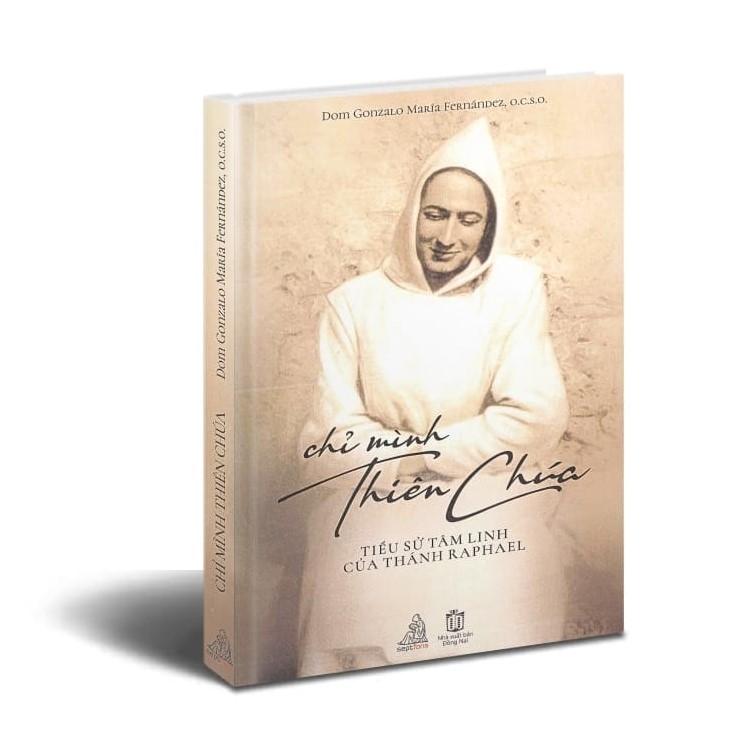 Dom Gonzalo María Fernández, o.c.s.o.
chỉ mình
Thiên Chúa
TIỂU SỬ TÂM LINH
CỦA THÁNH RAPHAEL
septfons
Nhà xuất bản
Đồng Nai
CHỈ MÌNH THIÊN CHÚA
Dom Gonzalo María Fernández, o.c.s.o.